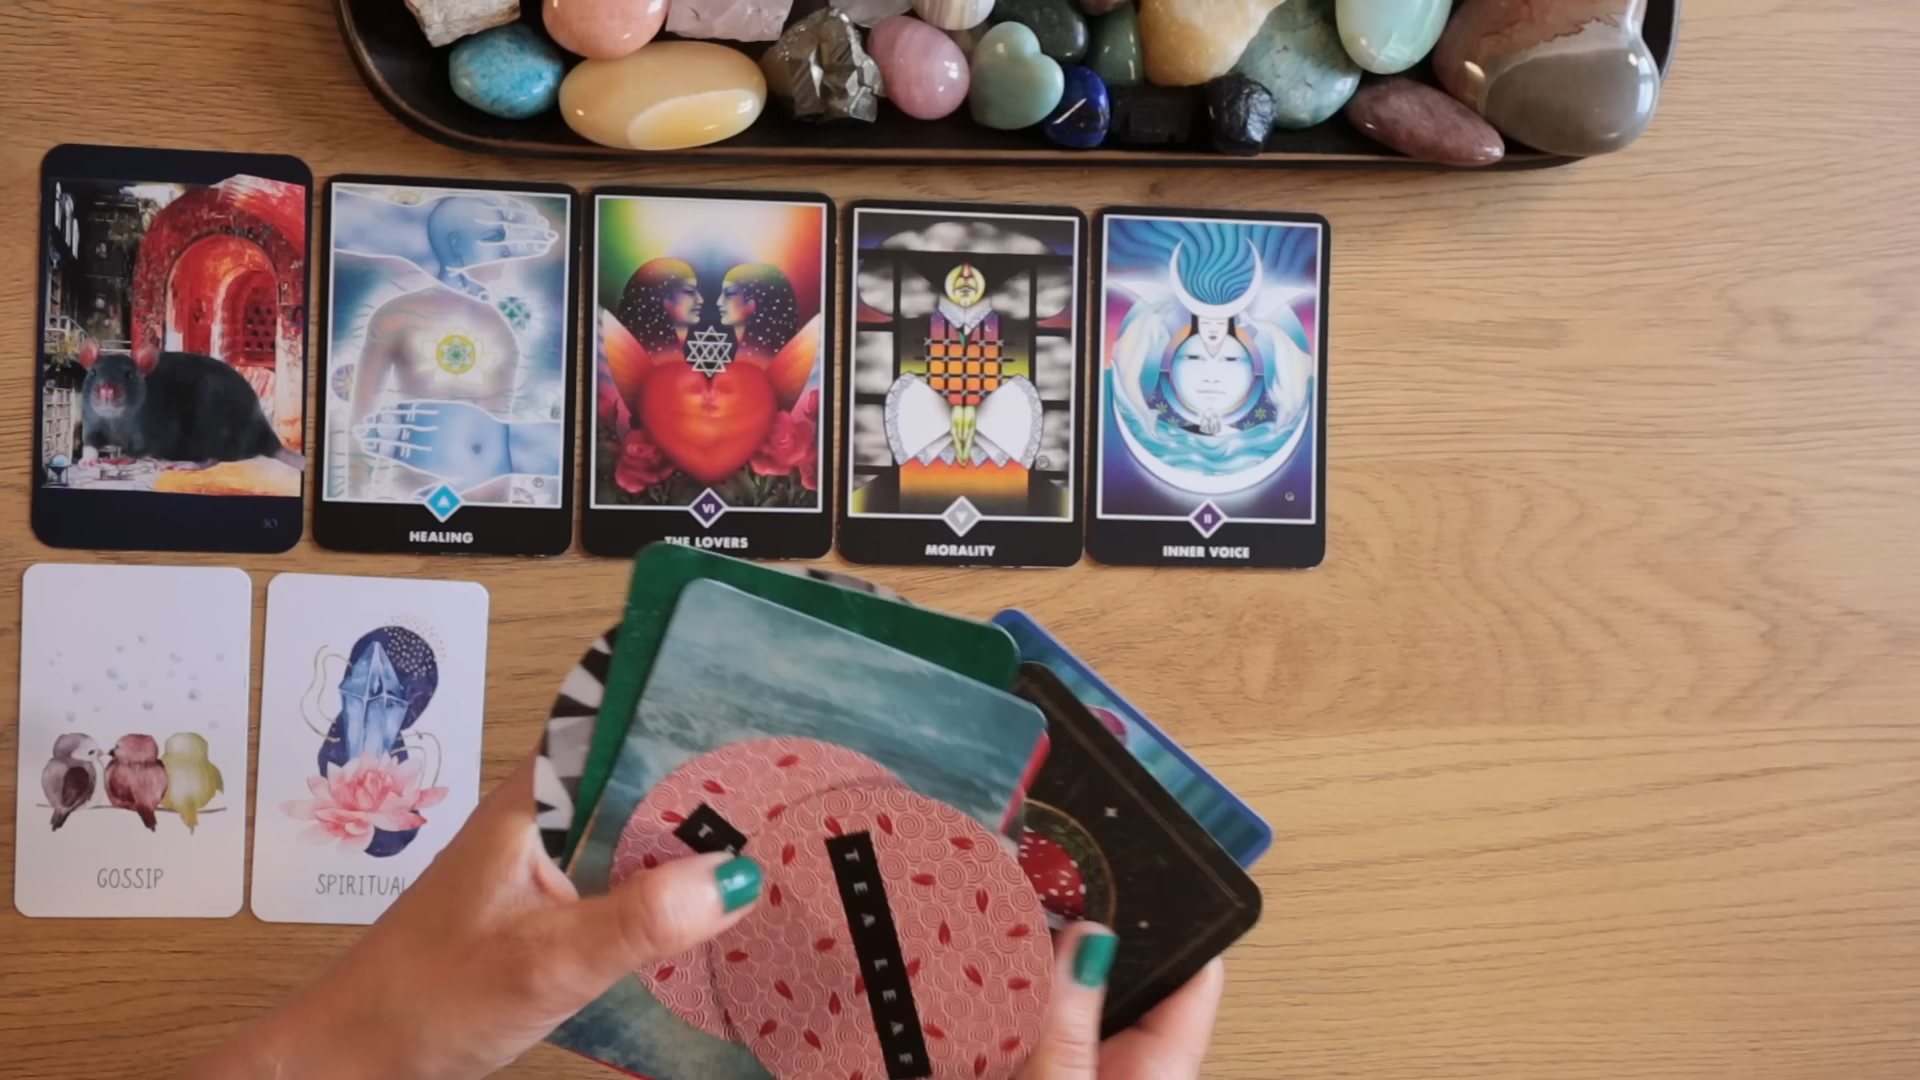 HEALING
VI
THE LOVERS
MORALITY
II
INNER VOICE
GOSSIP
SPIRITUAL
T
TEA LEAF